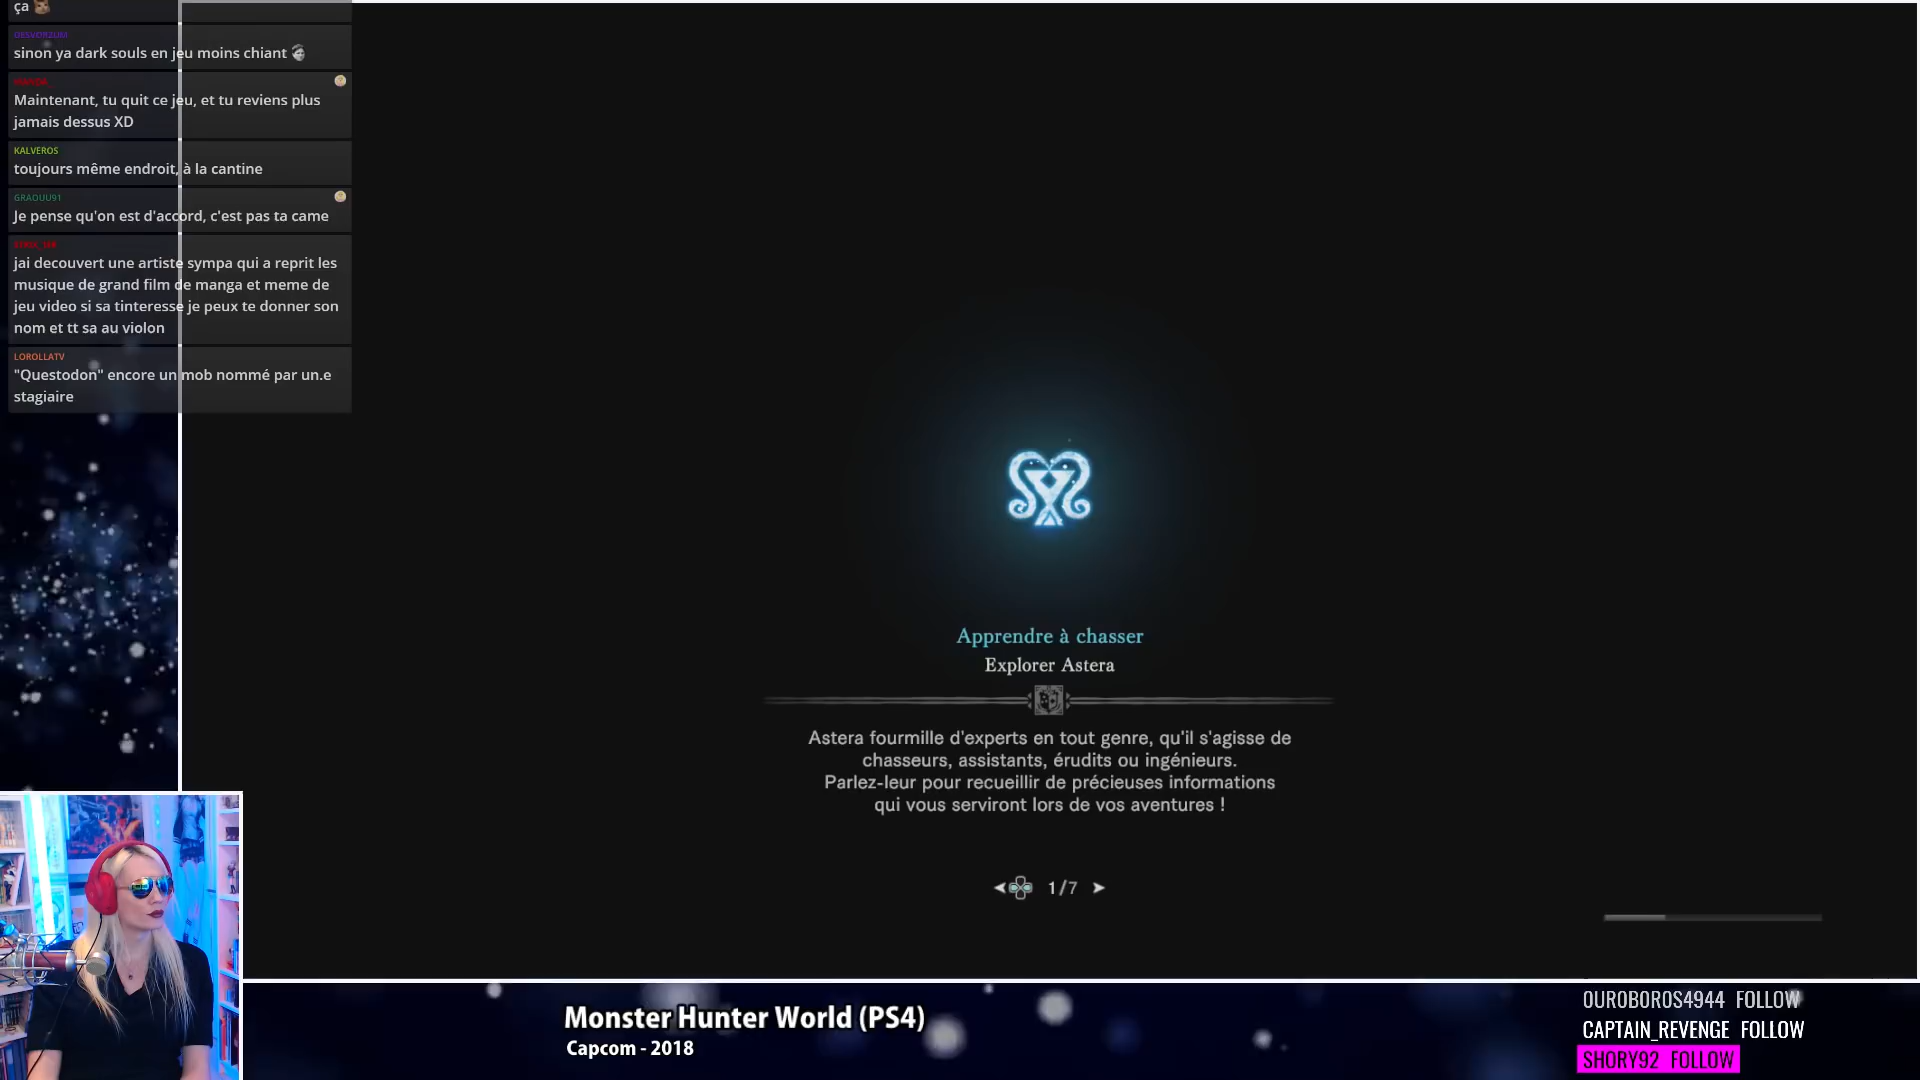 ça
DESVOP2LIM
sinon ya dark souls en jeu moins chiant
Maintenant, tu quit ce jeu, et tu reviens plus
jamais dessus XD
KALVEROS
toujours même endroit, à la cantine
GRAOUU91
Je pense qu'on est d'accord, c'est pas ta came
jai decouvert une artiste sympa qui a reprit les
musique de grand film de manga et meme de
jeu video si sa tinteresse je peux te donner son
nom et tt sa au violon
LOROLLATV
"Questodon" encore un mob nommé par un.e
stagiaire
Apprendre à chasser
Explorer Astera
Astera fourmille d'experts en tout genre, qu'il s'agisse de
chasseurs, assistants, érudits ou ingénieurs.
Parlez-leur pour recueillir de précieuses informations
qui vous serviront lors de vos aventures !
1/7
Monster Hunter World (PS4)
Capcom - 2018
OUROBOROS4944 FOLLOW
CAPTAIN_REVENGE FOLLOW
SHORY92 FOLLOW